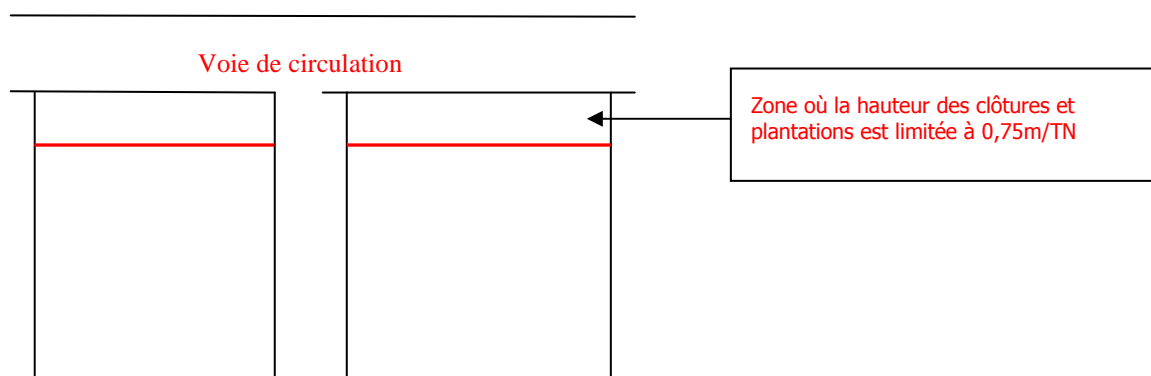 Voie de circulation
Zone où la hauteur des clôtures et
plantations est limitée à 0,75m/TN